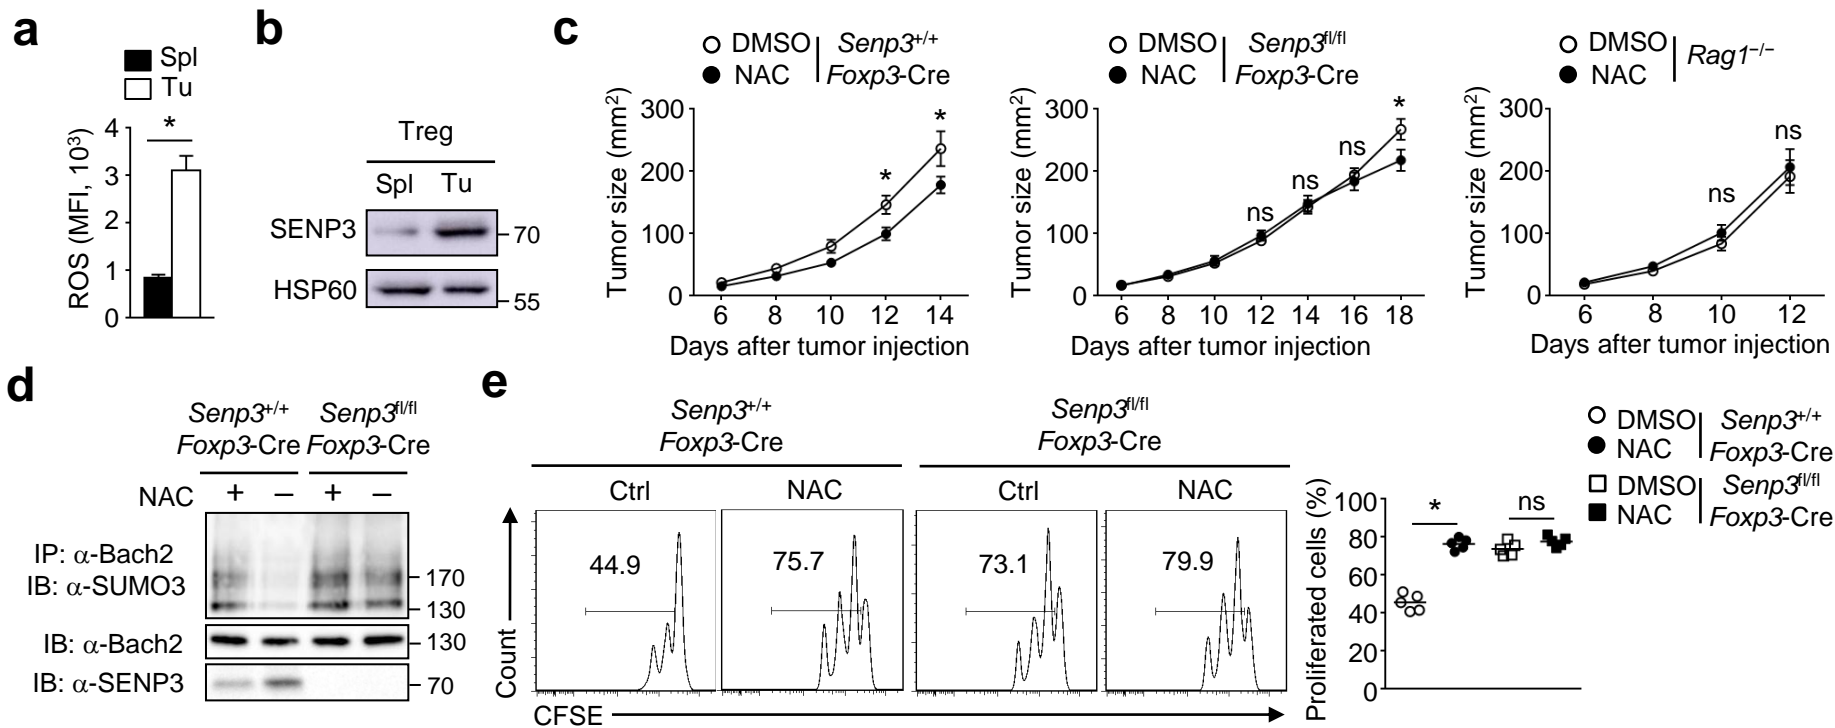 a
Spl
Tu
ROS (MFI, 10³)
4
3
2
1
0
*
b
Treg
Spl
Tu
SENP3
70
HSP60
55
c
DMSO
NAC
Senp3+/+
Foxp3-Cre
Tumor size (mm²)
300
200
100
0
*
*
6 8 10 12 14
Days after tumor injection
DMSO
NAC
Senp3fl/fl
Foxp3-Cre
Tumor size (mm²)
300
200
100
0
ns
ns
ns
*
6 8 10 12 14 16 18
Days after tumor injection
DMSO
NAC
Rag1–/–
Tumor size (mm²)
300
200
100
0
ns
ns
6 8 10 12
Days after tumor injection
d
Senp3+/+ Senp3fl/fl
Foxp3-Cre Foxp3-Cre
NAC + – + –
IP: α-Bach2
IB: α-SUMO3
170
130
IB: α-Bach2
130
IB: α-SENP3
70
e
Senp3+/+
Foxp3-Cre
Senp3fl/fl
Foxp3-Cre
Ctrl NAC Ctrl NAC
44.9 75.7 73.1 79.9
Count
CFSE
DMSO
NAC
Senp3+/+
Foxp3-Cre
DMSO
NAC
Senp3fl/fl
Foxp3-Cre
Proliferated cells (%)
100
80
60
40
20
0
*
ns